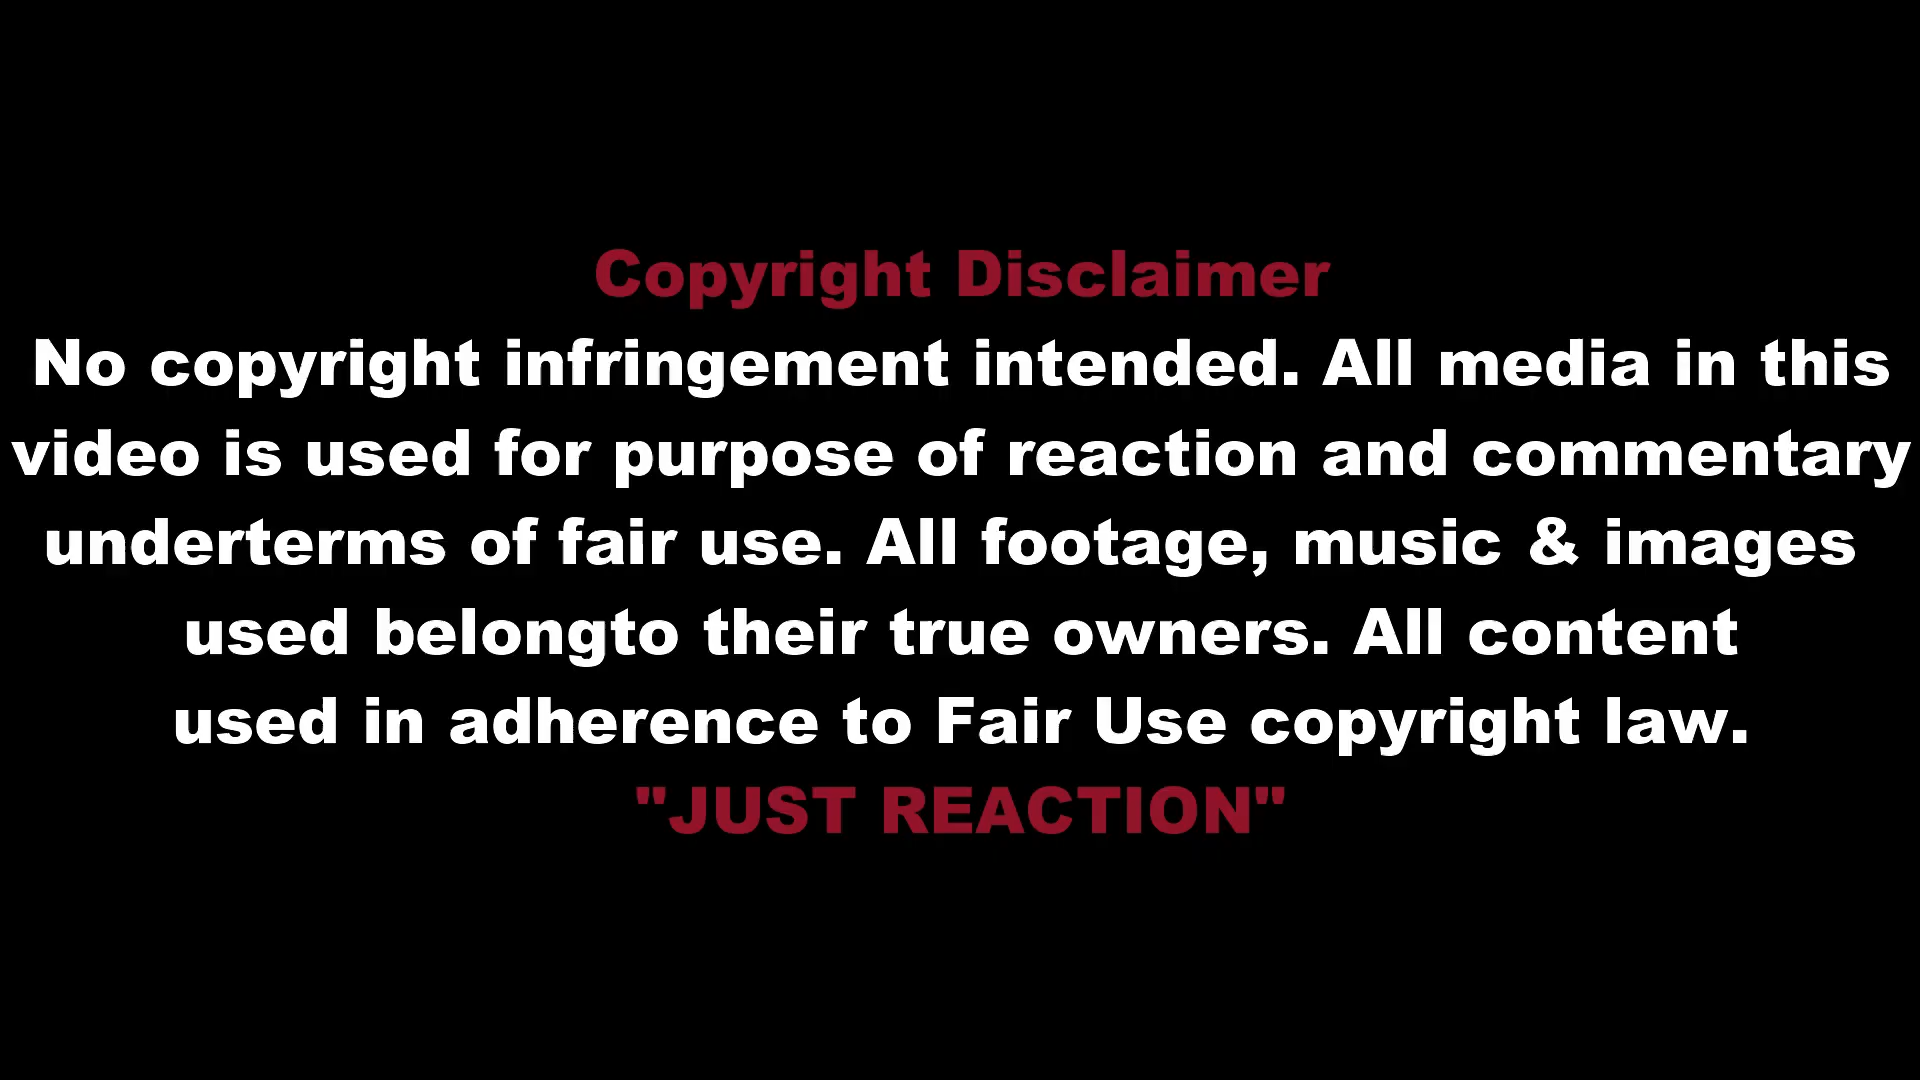 Copyright Disclaimer
No copyright infringement intended. All media in this
video is used for purpose of reaction and commentary
underterms of fair use. All footage, music & images
used belongto their true owners. All content
used in adherence to Fair Use copyright law.
"JUST REACTION"